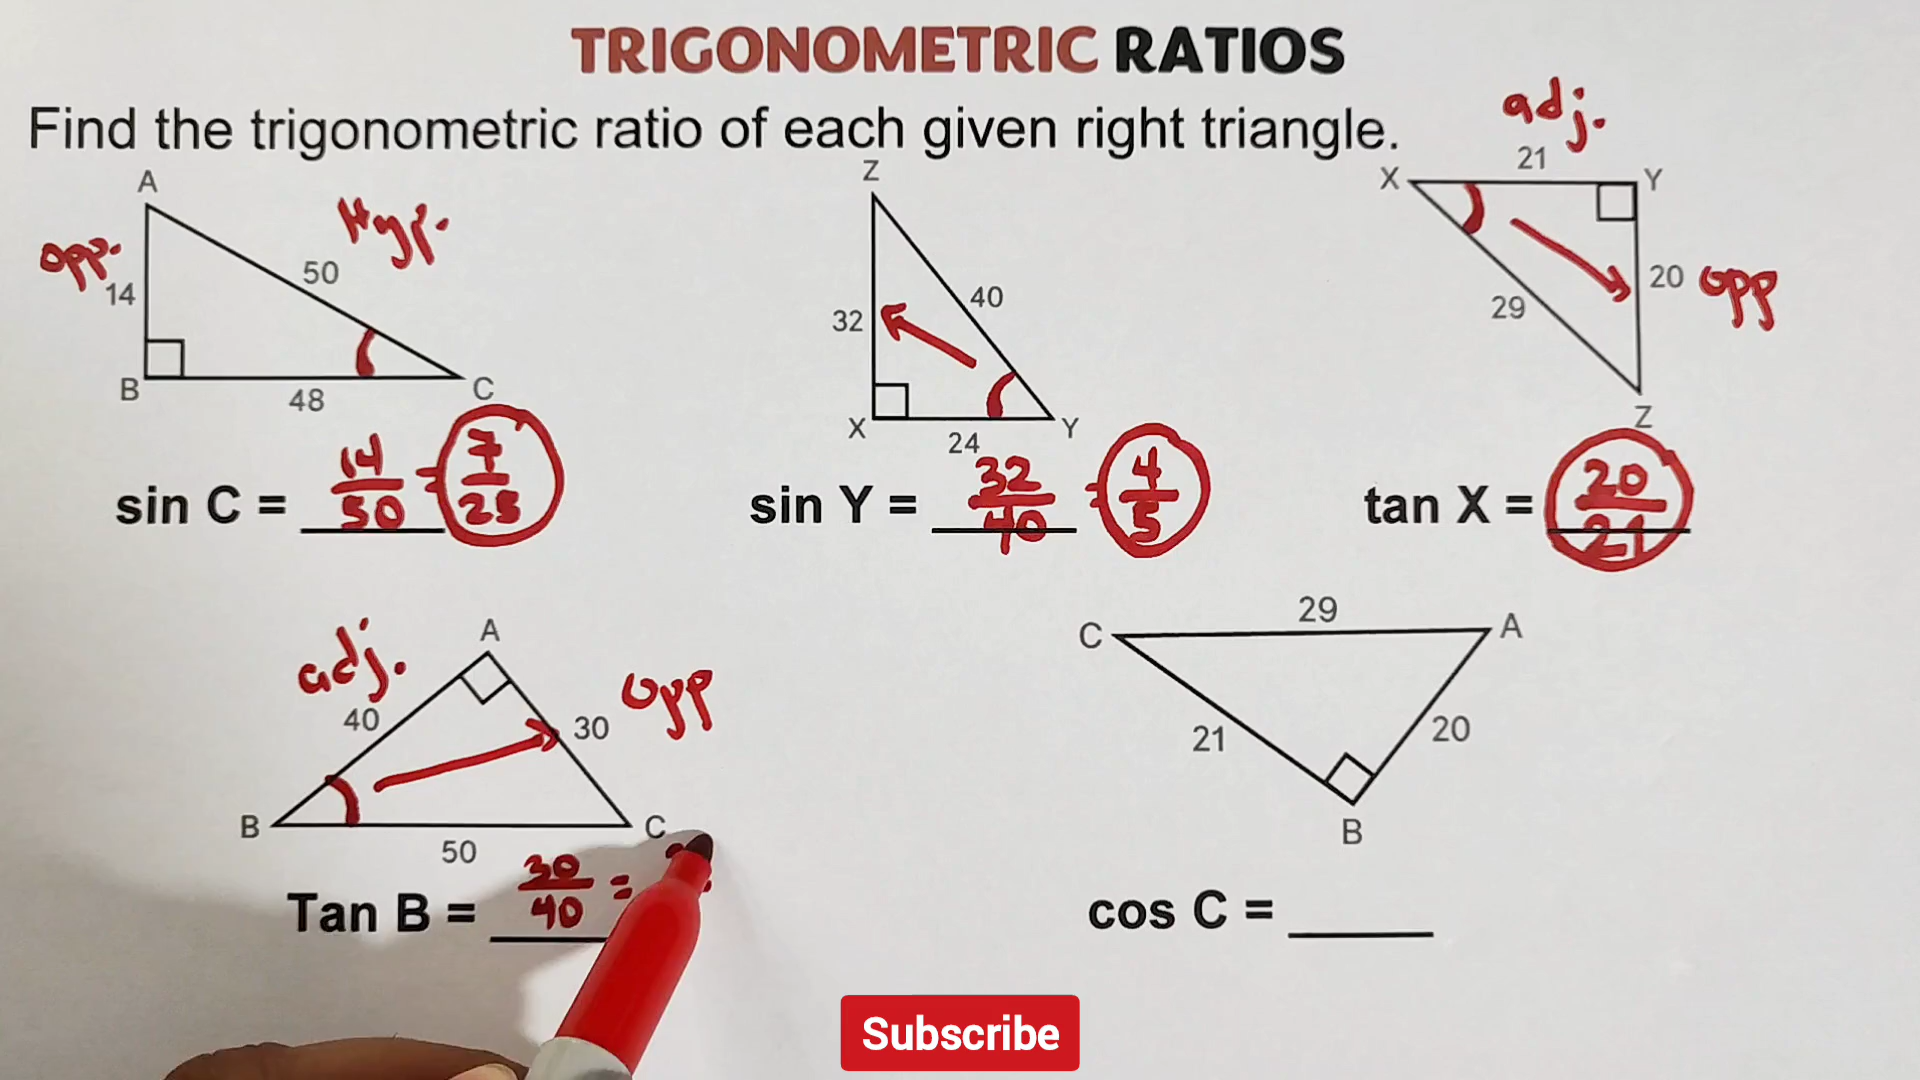 TRIGONOMETRIC RATIOS
Find the trigonometric ratio of each given right triangle.
A
opp.
14
50
Hyp.
B
48
C
sin C = 14/50 = 7/25
Z
32
40
X
24
Y
sin Y = 32/40 = 4/5
adj.
21
X
Y
20 opp
29
Z
tan X = 20/21
adj.
A
40
30
opp
B
50
C
Tan B = 30/40 =
29
C
A
21
20
B
cos C = ____
Subscribe